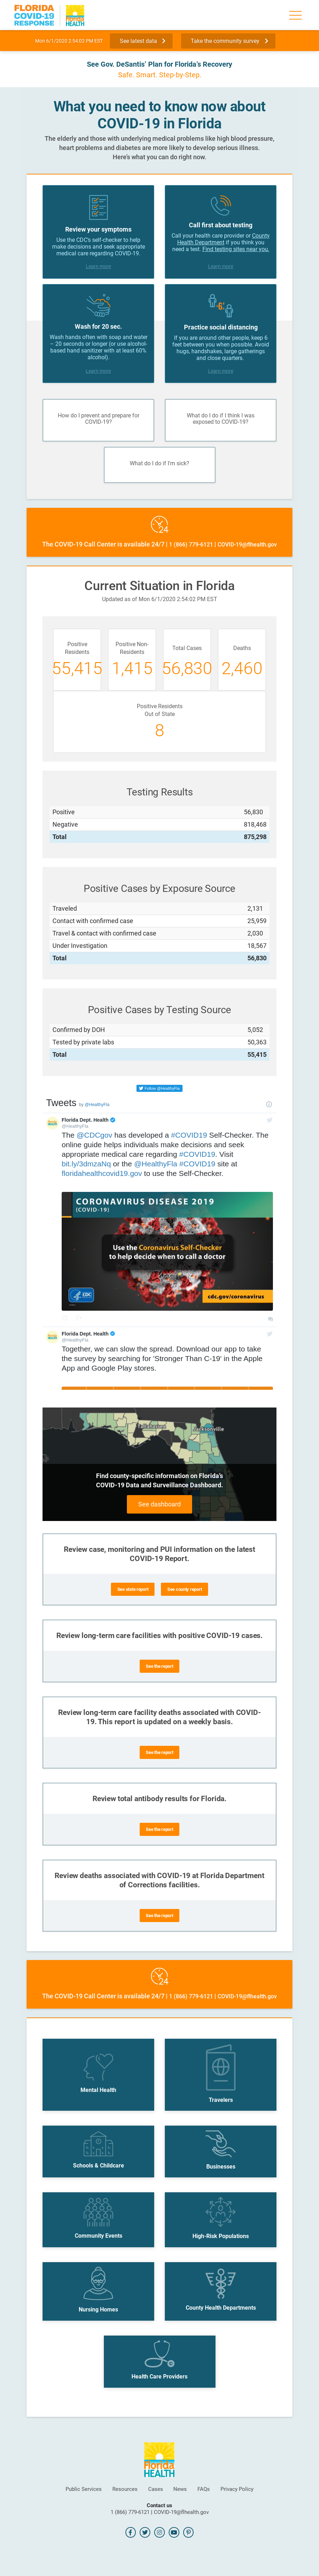 FLORIDA
COVID-19
RESPONSE
Florida
HEALTH
Mon 6/1/2020 2:54:02 PM EST
See latest data
Take the community survey
See Gov. DeSantis' Plan for Florida's Recovery
Safe. Smart. Step-by-Step.
What you need to know now about
COVID-19 in Florida
The elderly and those with underlying medical problems like high blood pressure,
heart problems and diabetes are more likely to develop serious illness.
Here's what you can do right now.
Review your symptoms
Use the CDC's self-checker to help
make decisions and seek appropriate
medical care regarding COVID-19.
Learn more
Call first about testing
Call your health care provider or County
Health Department if you think you
need a test. Find testing sites near you.
Learn more
Wash for 20 sec.
Wash hands often with soap and water
– 20 seconds or longer (or use alcohol-
based hand sanitizer with at least 60%
alcohol).
Learn more
Practice social distancing
If you are around other people, keep 6
feet between you when possible. Avoid
hugs, handshakes, large gatherings
and close quarters.
Learn more
How do I prevent and prepare for
COVID-19?
What do I do if I think I was
exposed to COVID-19?
What do I do if I'm sick?
24
The COVID-19 Call Center is available 24/7 | 1 (866) 779-6121 | COVID-19@flhealth.gov
Current Situation in Florida
Updated as of Mon 6/1/2020 2:54:02 PM EST
Positive
Residents
55,415
Positive Non-
Residents
1,415
Total Cases
56,830
Deaths
2,460
Positive Residents
Out of State
8
Testing Results
Positive 56,830
Negative 818,468
Total 875,298
Positive Cases by Exposure Source
Traveled 2,131
Contact with confirmed case 25,959
Travel & contact with confirmed case 2,030
Under Investigation 18,567
Total 56,830
Positive Cases by Testing Source
Confirmed by DOH 5,052
Tested by private labs 50,363
Total 55,415
Follow @HealthyFla
Tweets by @HealthyFla
Florida Dept. Health
@HealthyFla
The @CDCgov has developed a #COVID19 Self-Checker. The
online guide helps individuals make decisions and seek
appropriate medical care regarding #COVID19. Visit
bit.ly/3dmzaNq or the @HealthyFla #COVID19 site at
floridahealthcovid19.gov to use the Self-Checker.
CORONAVIRUS DISEASE 2019
(COVID-19)
Use the Coronavirus Self-Checker
to help decide when to call a doctor
CDC
cdc.gov/coronavirus
Florida Dept. Health
@HealthyFla
Together, we can slow the spread. Download our app to take
the survey by searching for 'Stronger Than C-19' in the Apple
App and Google Play stores.
Tallahassee
Jacksonville
Find county-specific information on Florida's
COVID-19 Data and Surveillance Dashboard.
See dashboard
Review case, monitoring and PUI information on the latest
COVID-19 Report.
See state report
See county report
Review long-term care facilities with positive COVID-19 cases.
See the report
Review long-term care facility deaths associated with COVID-
19. This report is updated on a weekly basis.
See the report
Review total antibody results for Florida.
See the report
Review deaths associated with COVID-19 at Florida Department
of Corrections facilities.
See the report
24
The COVID-19 Call Center is available 24/7 | 1 (866) 779-6121 | COVID-19@flhealth.gov
Mental Health
Travelers
Schools & Childcare
Businesses
Community Events
High-Risk Populations
Nursing Homes
County Health Departments
Health Care Providers
Florida
HEALTH
Public Services
Resources
Cases
News
FAQs
Privacy Policy
Contact us
1 (866) 779-6121 | COVID-19@flhealth.gov